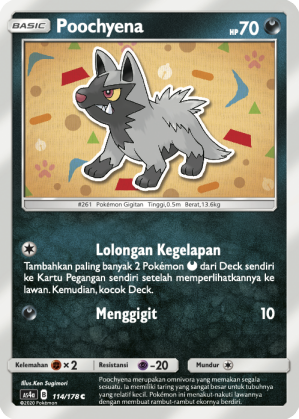 BASIC Poochyena HP70
#261 Pokémon Gigitan Tinggi,0.5m Berat,13.6kg
Lolongan Kegelapan
Tambahkan paling banyak 2 Pokémon dari Deck sendiri
ke Kartu Pegangan sendiri setelah memperlihatkannya ke
lawan. Kemudian, kocok Deck.
Menggigit 10
Kelemahan ×2 Resistansi -20 Mundur
Illus.Ken Sugimori
AS4a B 114/178 C
©2020 Pokémon
Poochyena merupakan omnivora yang memangsa segala
sesuatu. Ia memiliki taring yang sangat besar untuk tubuhnya
yang relatif kecil. Pokémon ini mengancam lawannya
dengan membuat rambut-rambut ekornya berdiri.